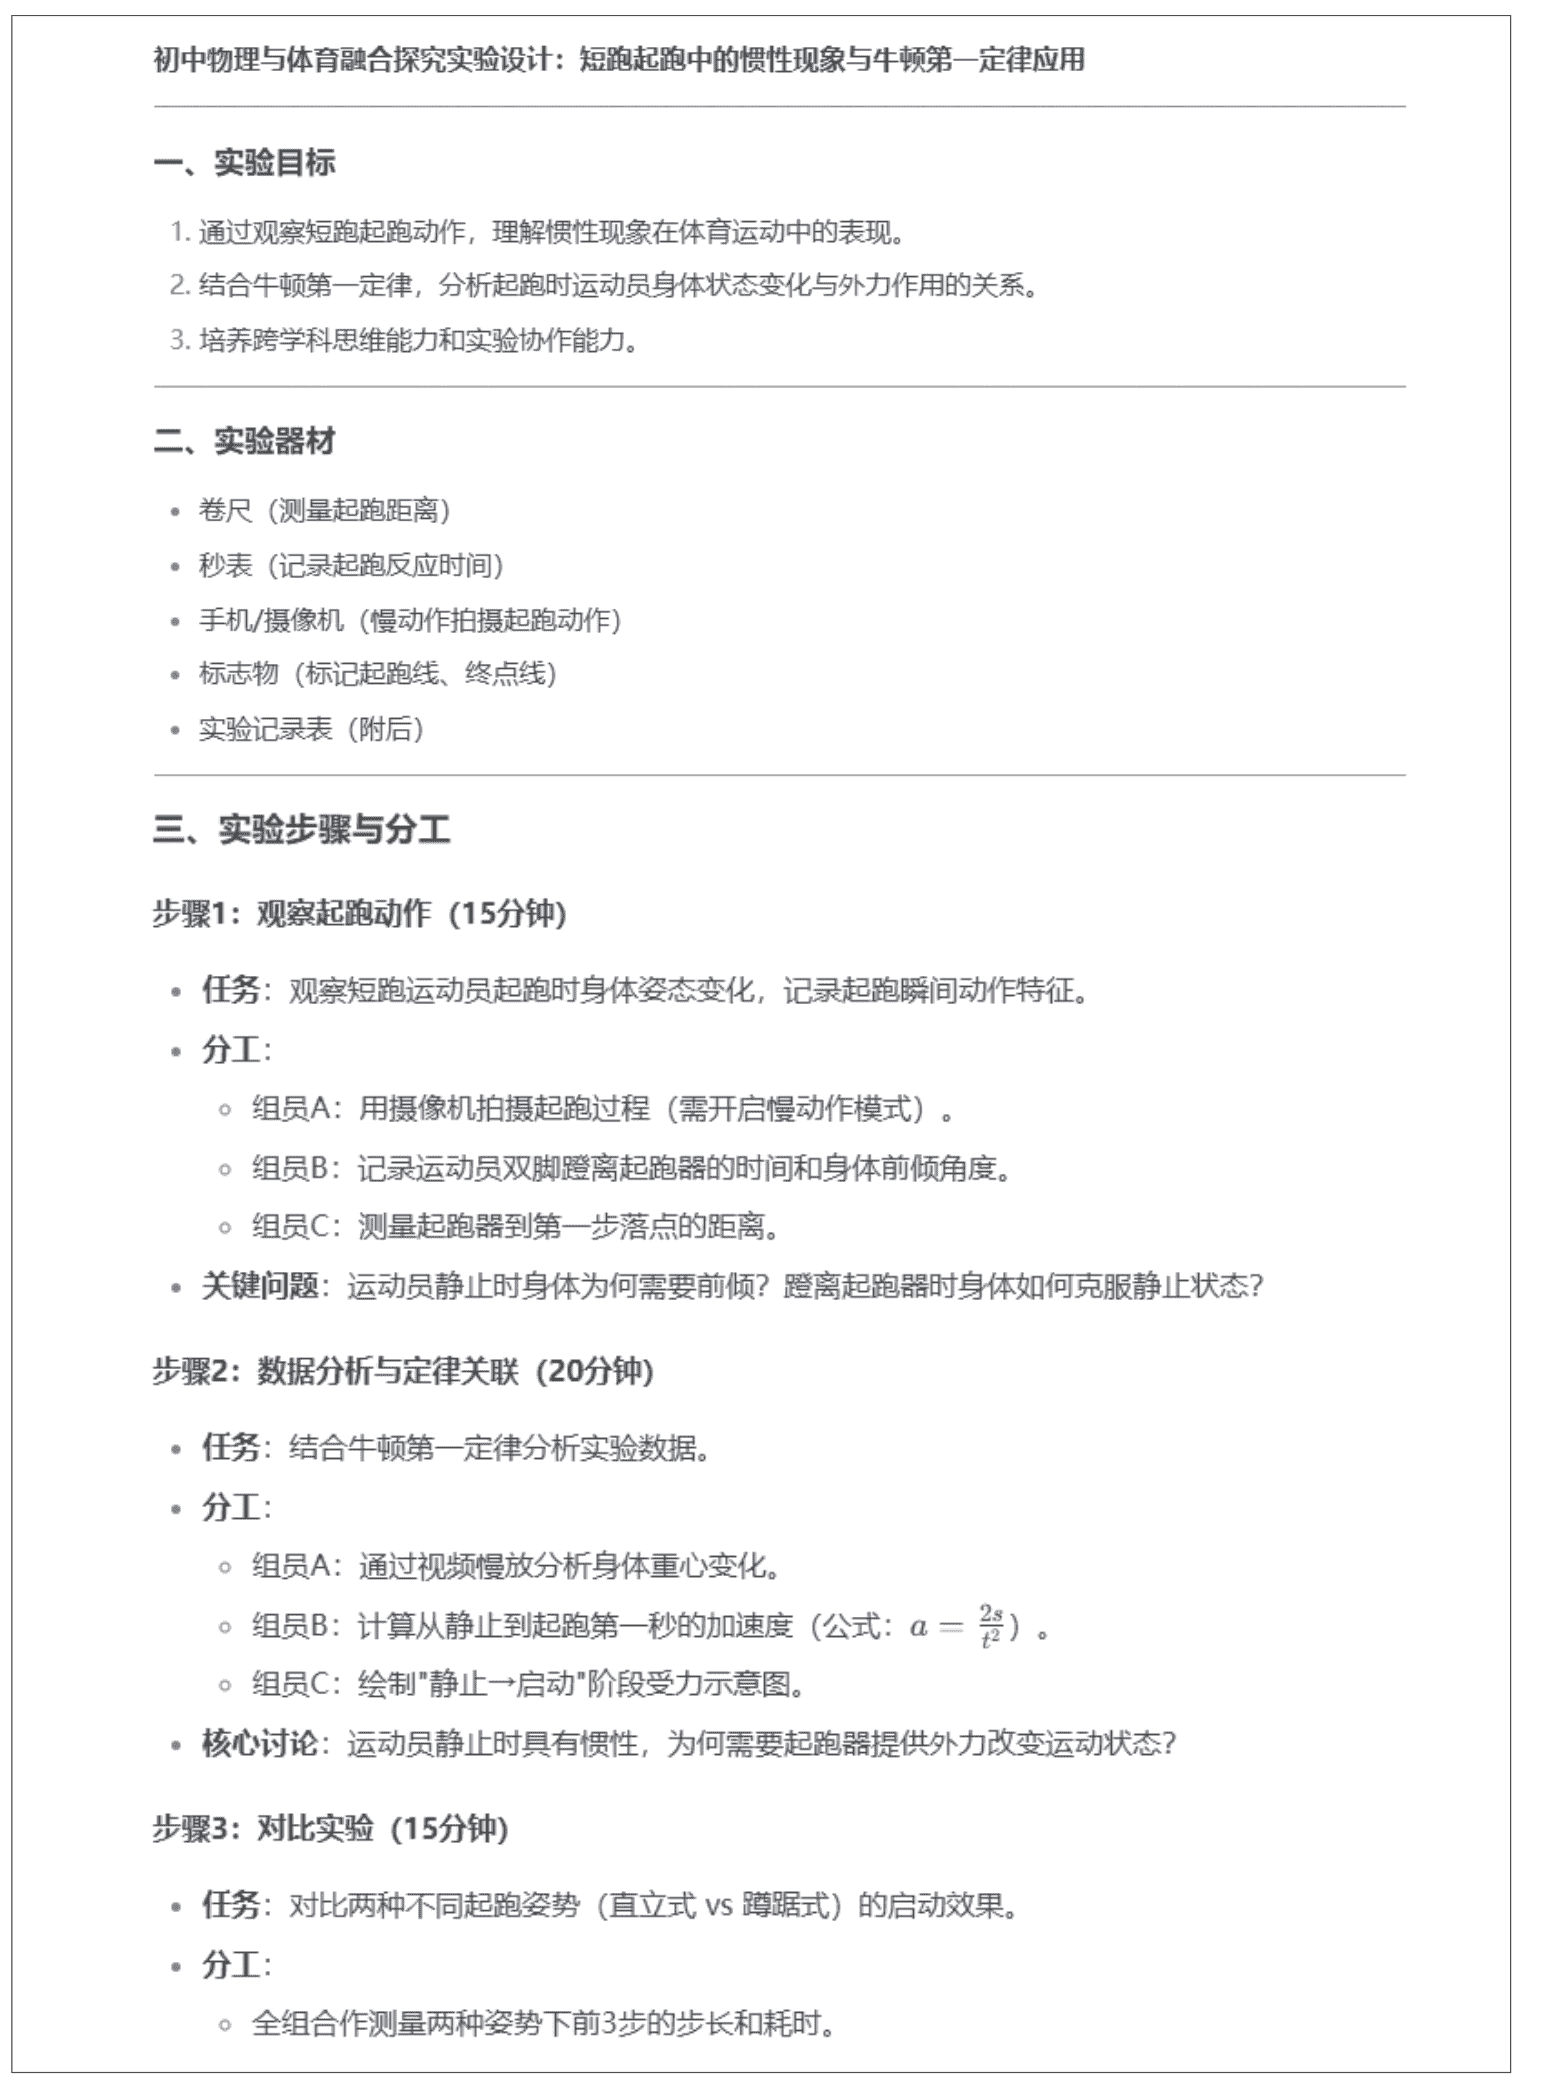 初中物理与体育融合探究实验设计：短跑起跑中的惯性现象与牛顿第一定律应用
一、实验目标
1. 通过观察短跑起跑动作，理解惯性现象在体育运动中的表现。
2. 结合牛顿第一定律，分析起跑时运动员身体状态变化与外力作用的关系。
3. 培养跨学科思维能力和实验协作能力。
二、实验器材
• 卷尺（测量起跑距离）
• 秒表（记录起跑反应时间）
• 手机/摄像机（慢动作拍摄起跑动作）
• 标志物（标记起跑线、终点线）
• 实验记录表（附后）
三、实验步骤与分工
步骤1：观察起跑动作（15分钟）
• 任务：观察短跑运动员起跑时身体姿态变化，记录起跑瞬间动作特征。
• 分工：
○ 组员A：用摄像机拍摄起跑过程（需开启慢动作模式）。
○ 组员B：记录运动员双脚蹬离起跑器的时间和身体前倾角度。
○ 组员C：测量起跑器到第一步落点的距离。
• 关键问题：运动员静止时身体为何需要前倾？蹬离起跑器时身体如何克服静止状态？
步骤2：数据分析与定律关联（20分钟）
• 任务：结合牛顿第一定律分析实验数据。
• 分工：
○ 组员A：通过视频慢放分析身体重心变化。
○ 组员B：计算从静止到起跑第一秒的加速度（公式：$a = \frac{2s}{t^2}$）。
○ 组员C：绘制"静止→启动"阶段受力示意图。
• 核心讨论：运动员静止时具有惯性，为何需要起跑器提供外力改变运动状态？
步骤3：对比实验（15分钟）
• 任务：对比两种不同起跑姿势（直立式 vs 蹲踞式）的启动效果。
• 分工：
○ 全组合作测量两种姿势下前3步的步长和耗时。